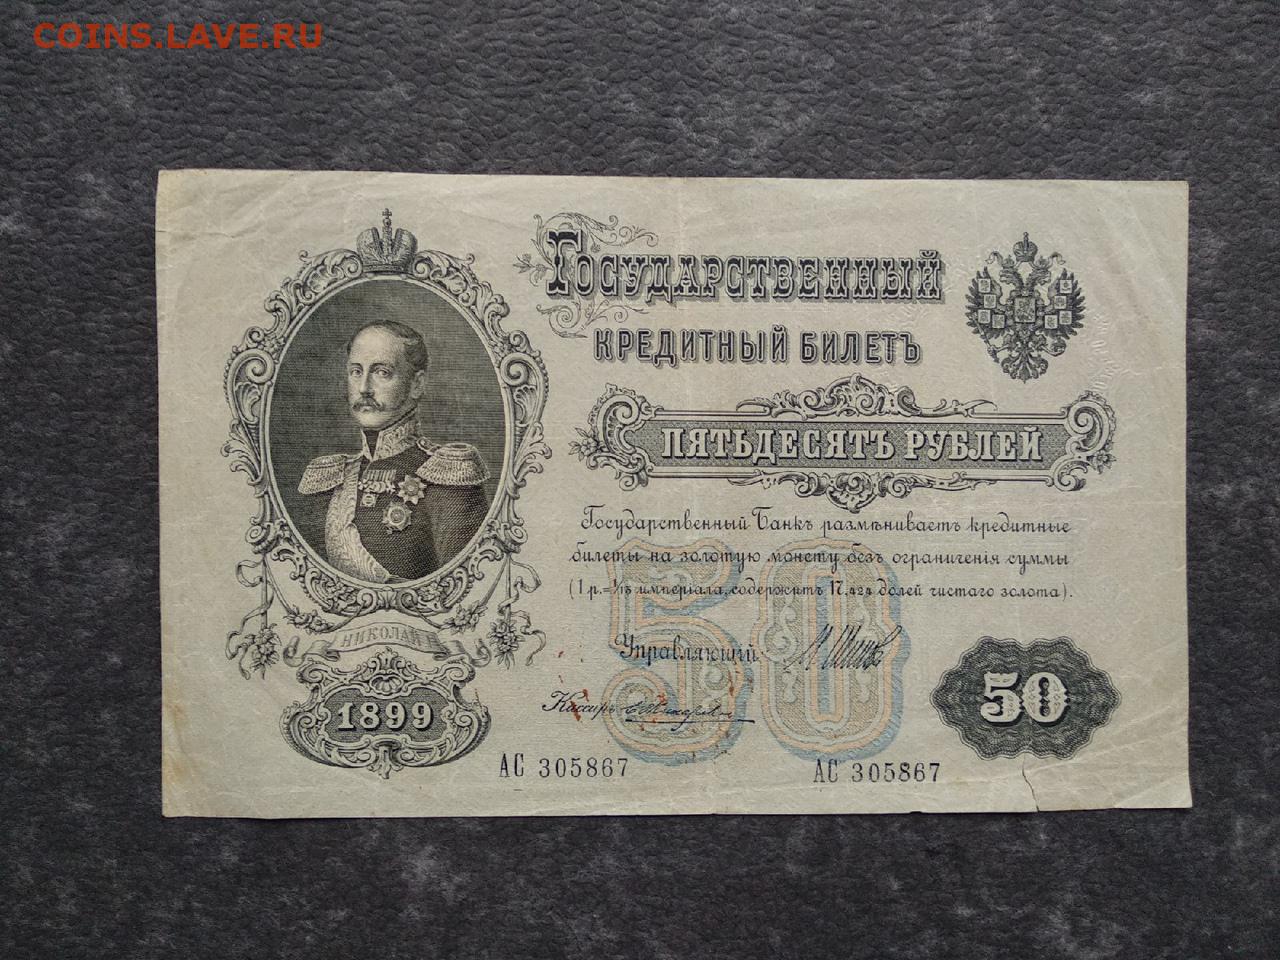 COINS.LAVE.RU
Государственный
кредитный билетъ
пятьдесятъ рублей
Государственный Банкъ размѣниваетъ кредитные
билеты на золотую монету безъ ограниченія суммы
(1 р.=1/15 имперіала, содержитъ 17,424 долей чистаго золота).
50
Управляющій
Кассиръ
НИКОЛАЙ I
1899
50
АС 305867
АС 305867